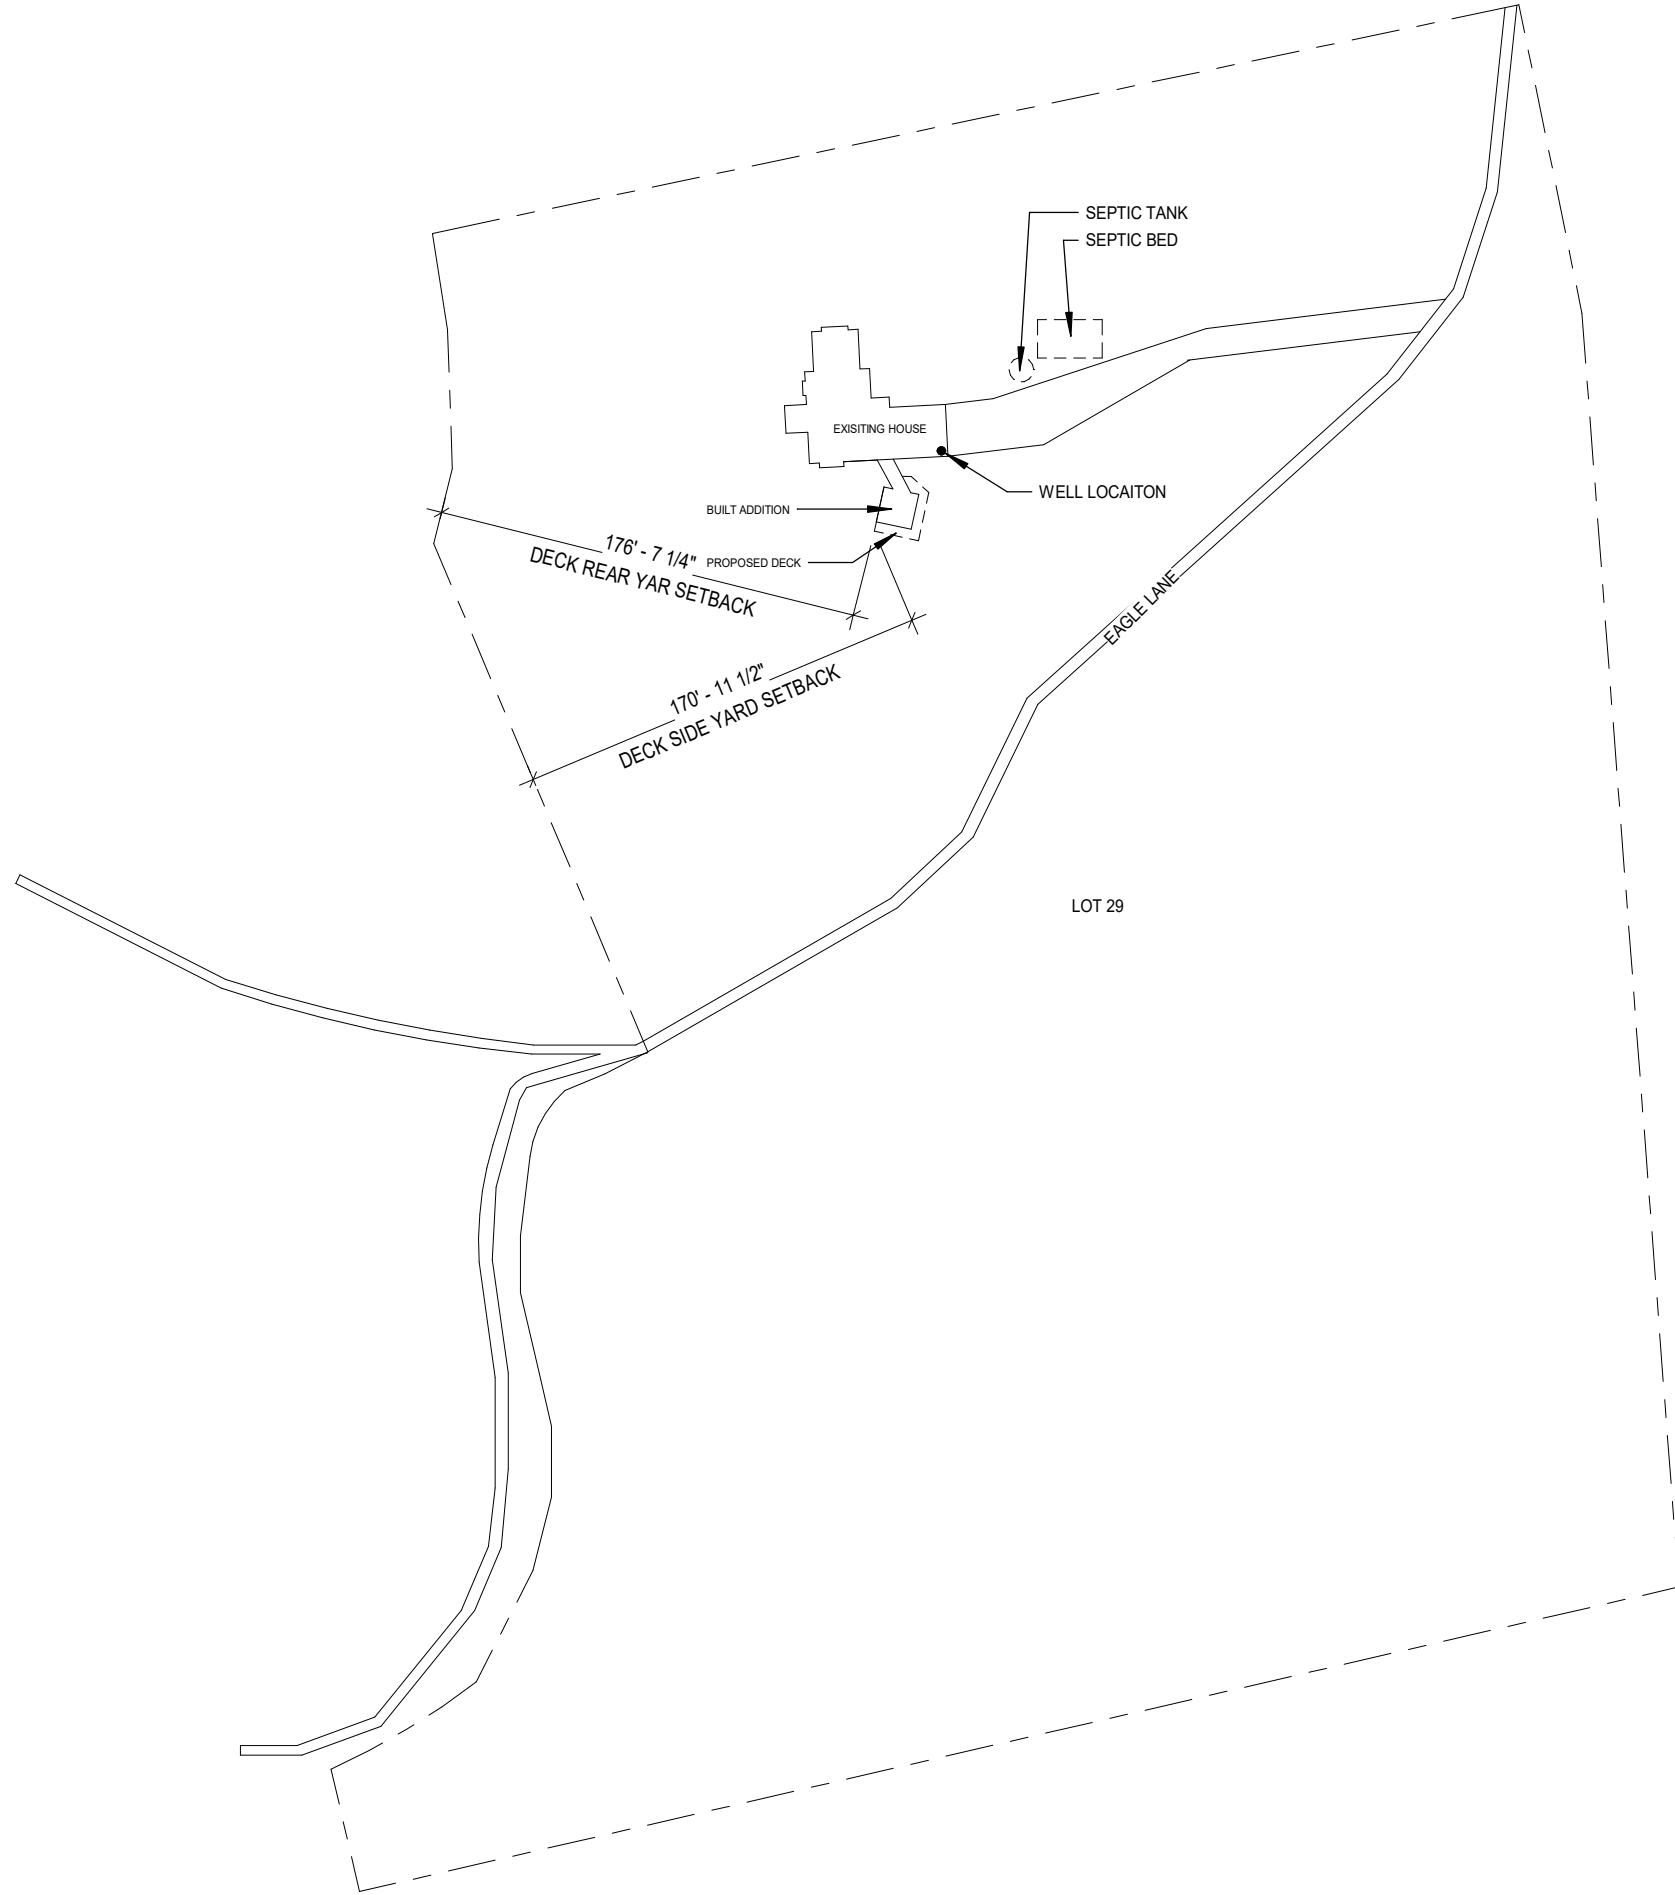 SEPTIC TANK
SEPTIC BED
EXISITING HOUSE
WELL LOCAITON
BUILT ADDITION
176' - 7 1/4"
DECK REAR YAR SETBACK
PROPOSED DECK
EAGLE LANE
170' - 11 1/2"
DECK SIDE YARD SETBACK
LOT 29